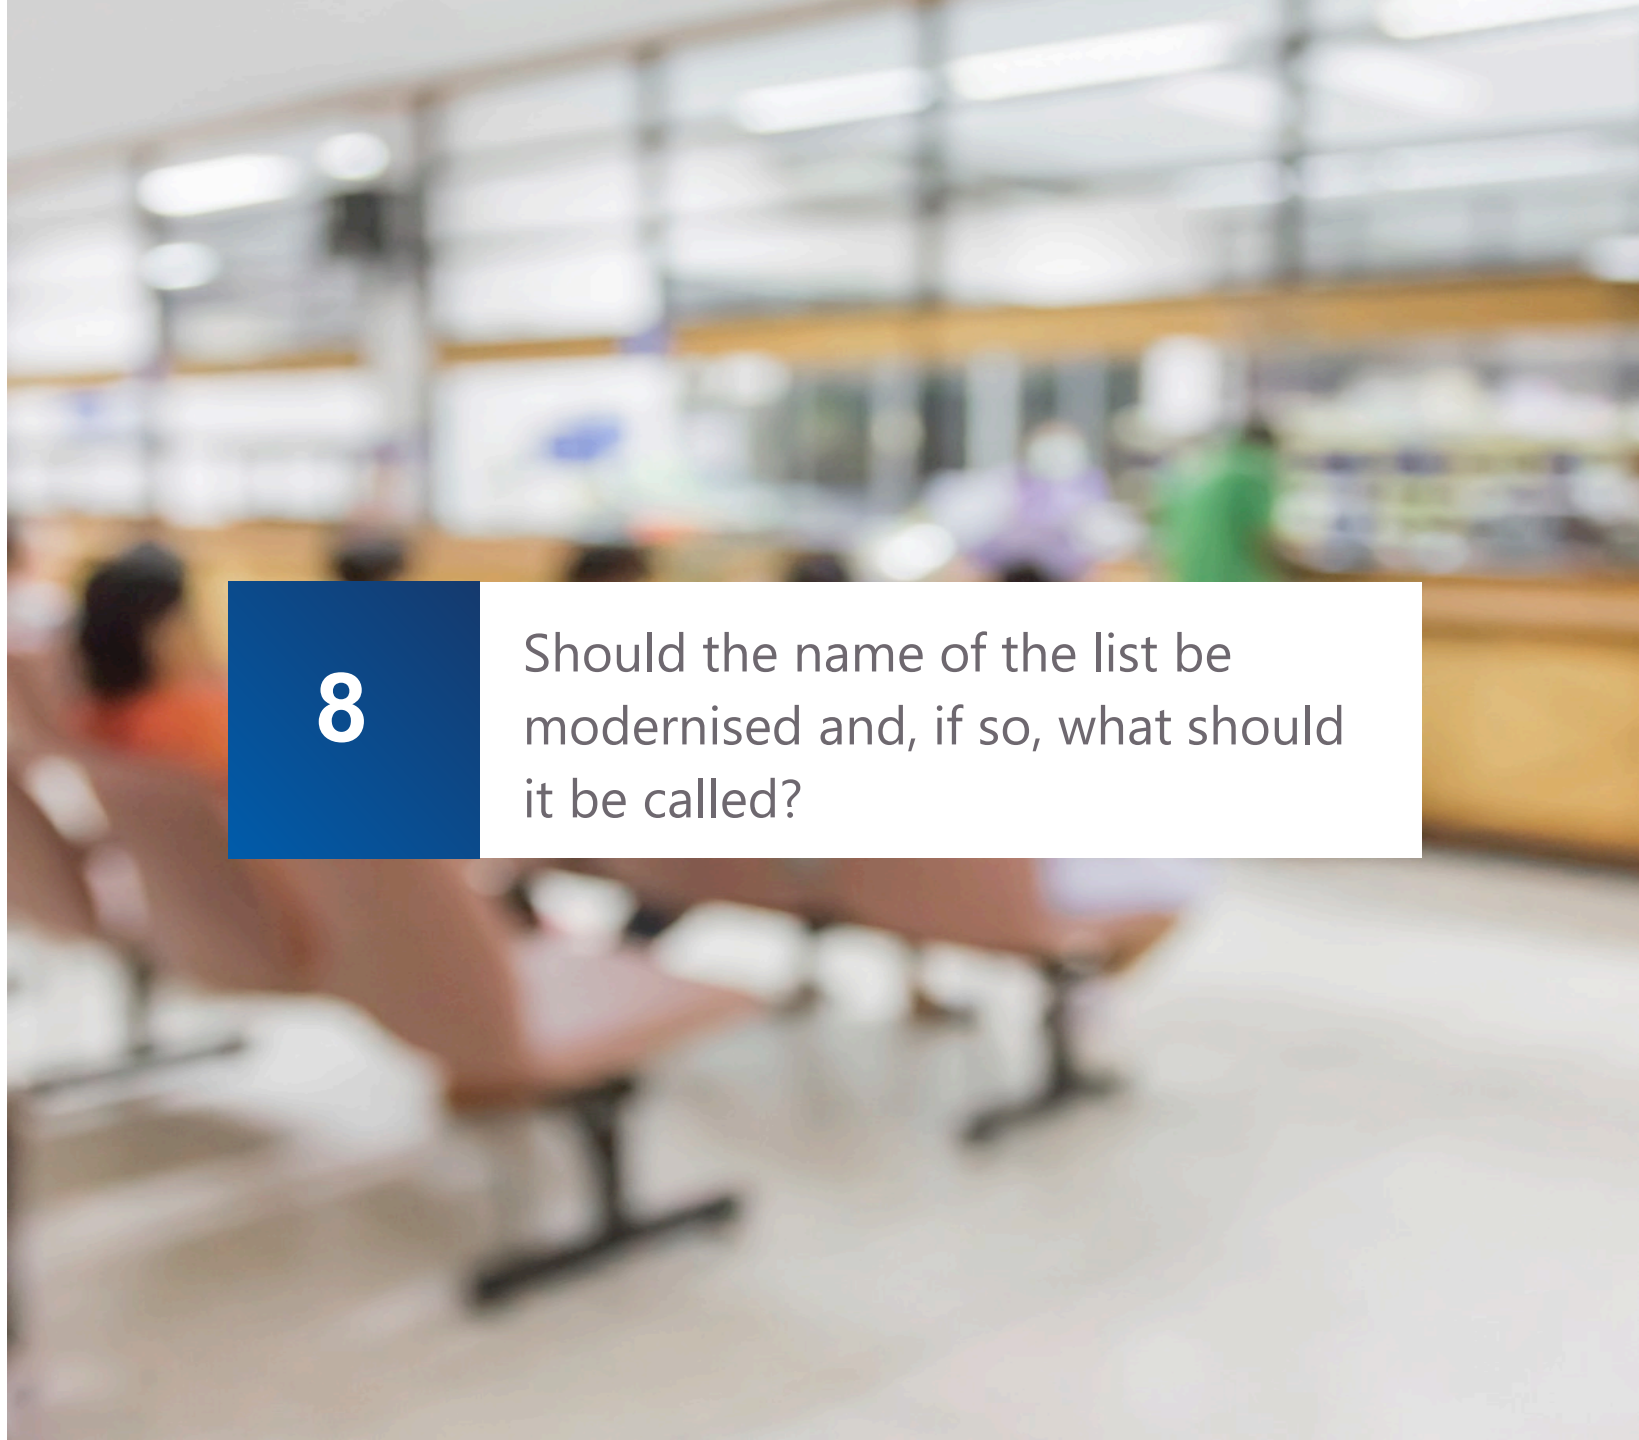 8
Should the name of the list be
modernised and, if so, what should
it be called?